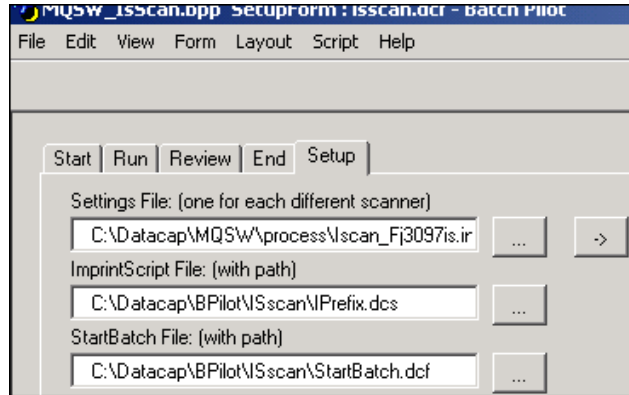 MQSW_IsScan.bpp SetupForm : isscan.dcf - Batch Pilot
File Edit View Form Layout Script Help
Start Run Review End Setup
Settings File: (one for each different scanner)
C:\Datacap\MQSW\process\Iscan_Fj3097is.ir ... ->
ImprintScript File: (with path)
C:\Datacap\BPilot\ISscan\IPrefix.dcs ...
StartBatch File: (with path)
C:\Datacap\BPilot\ISscan\StartBatch.dcf ...